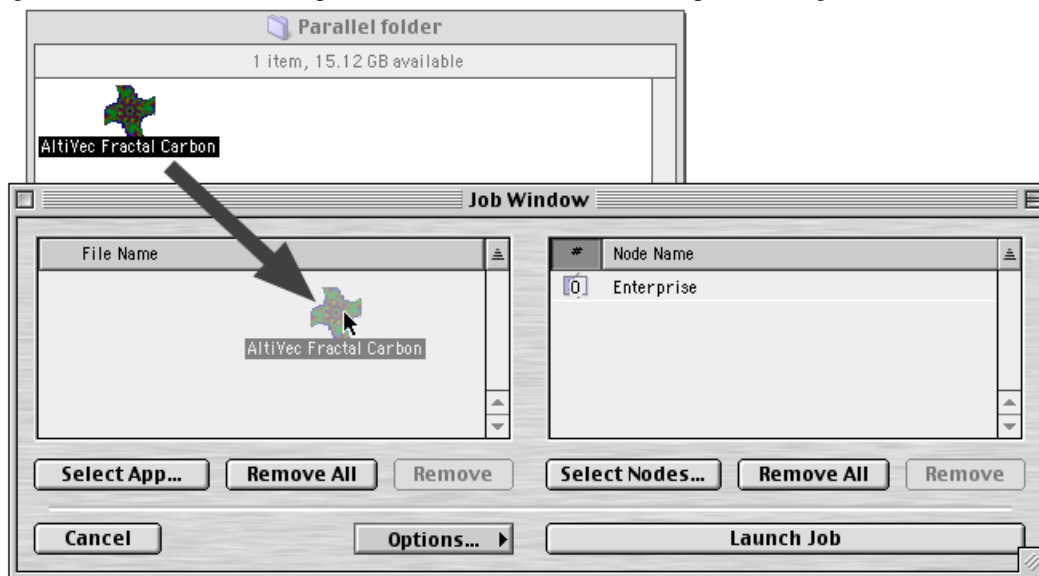 Parallel folder
1 item, 15.12 GB available
AltiVec Fractal Carbon
Job Window
File Name
# Node Name
AltiVec Fractal Carbon
0 Enterprise
Select App... Remove All Remove
Select Nodes... Remove All Remove
Cancel Options... Launch Job